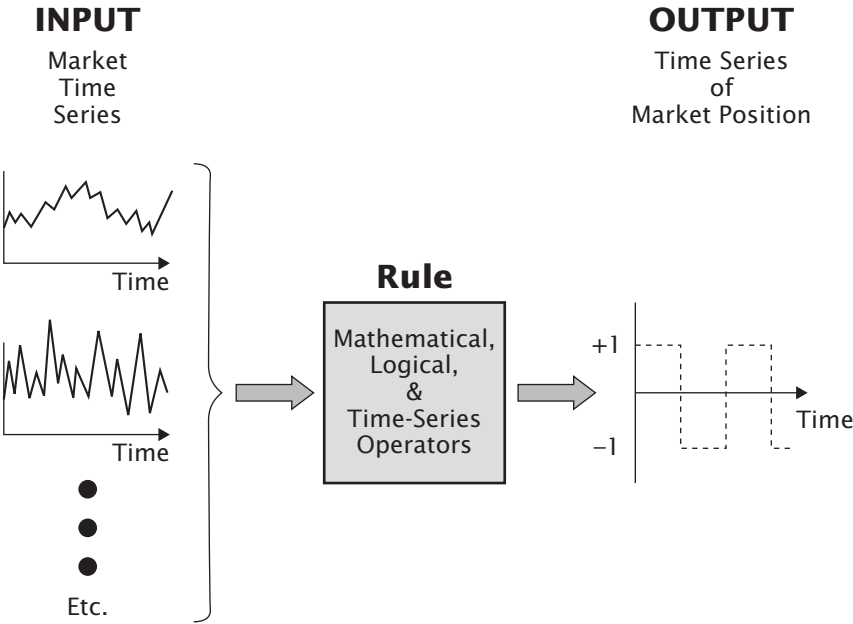 INPUT
Market
Time
Series
Time
Time
Etc.
Rule
Mathematical,
Logical,
&
Time-Series
Operators
OUTPUT
Time Series
of
Market Position
+1
Time
–1